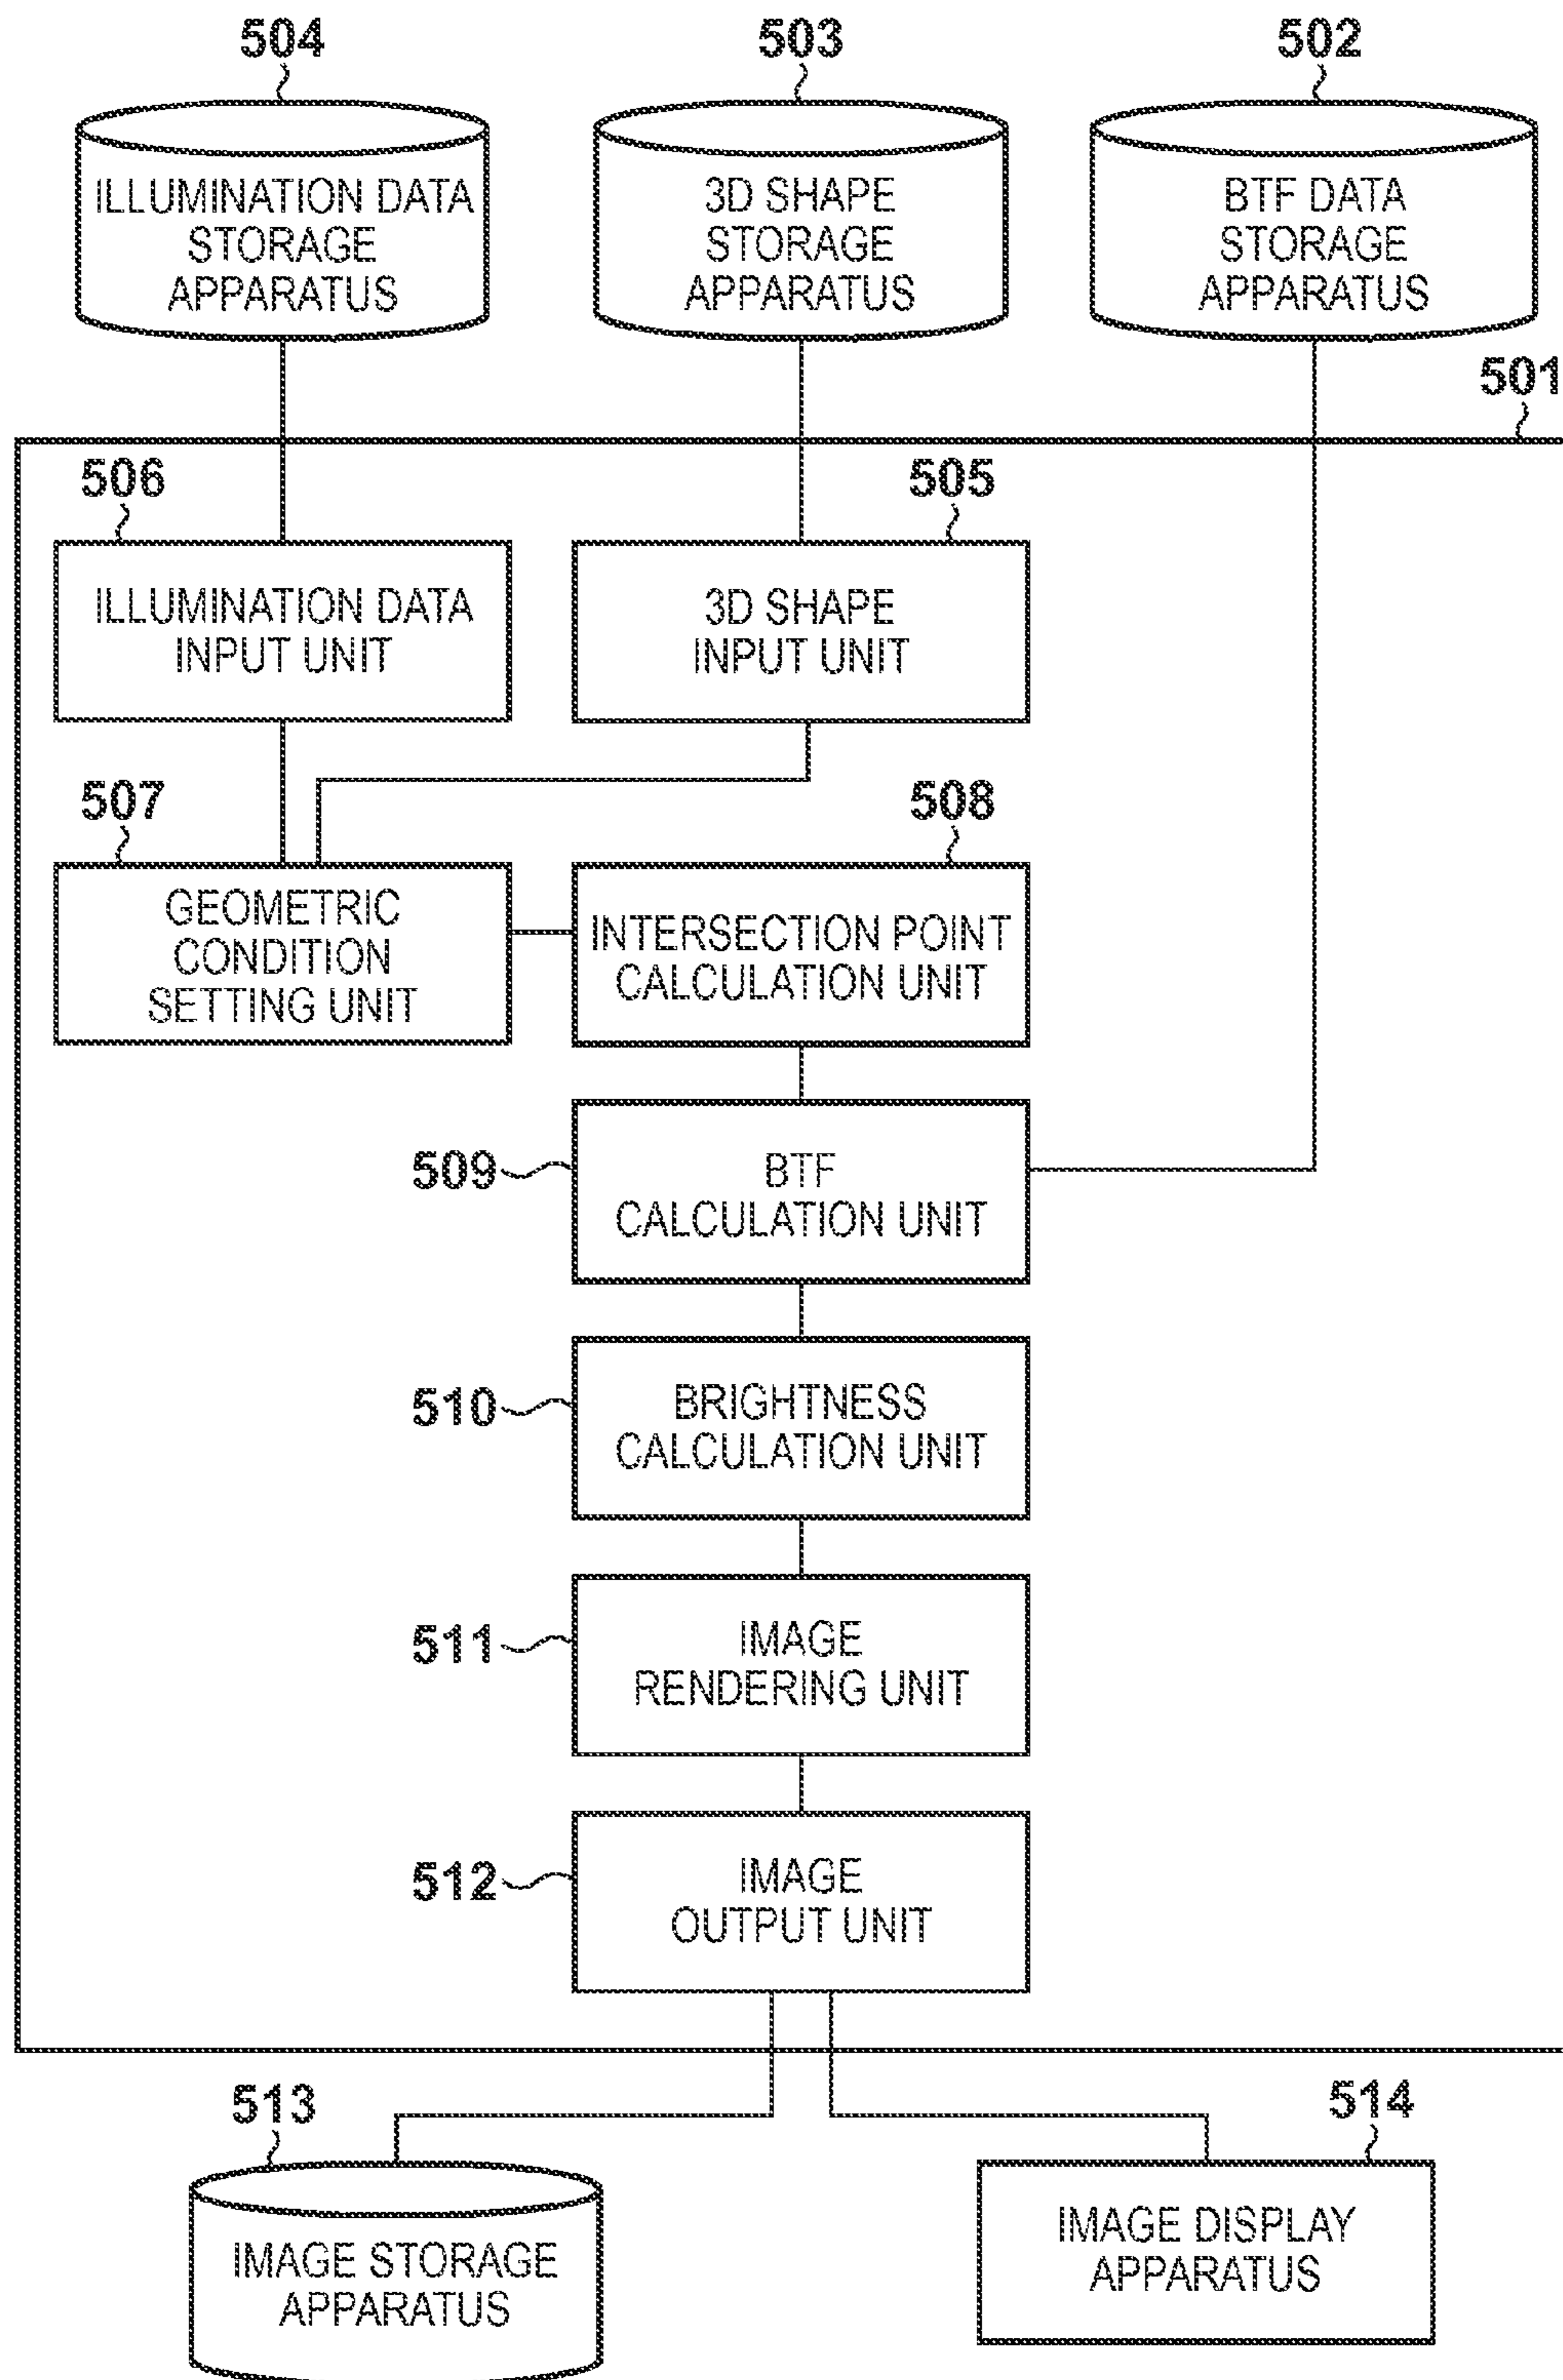 504
503
502
ILLUMINATION DATA
STORAGE
APPARATUS
3D SHAPE
STORAGE
APPARATUS
BTF DATA
STORAGE
APPARATUS
501
506
505
ILLUMINATION DATA
INPUT UNIT
3D SHAPE
INPUT UNIT
507
508
GEOMETRIC
CONDITION
SETTING UNIT
INTERSECTION POINT
CALCULATION UNIT
509
BTF
CALCULATION UNIT
510
BRIGHTNESS
CALCULATION UNIT
511
IMAGE
RENDERING UNIT
512
IMAGE
OUTPUT UNIT
513
514
IMAGE STORAGE
APPARATUS
IMAGE DISPLAY
APPARATUS